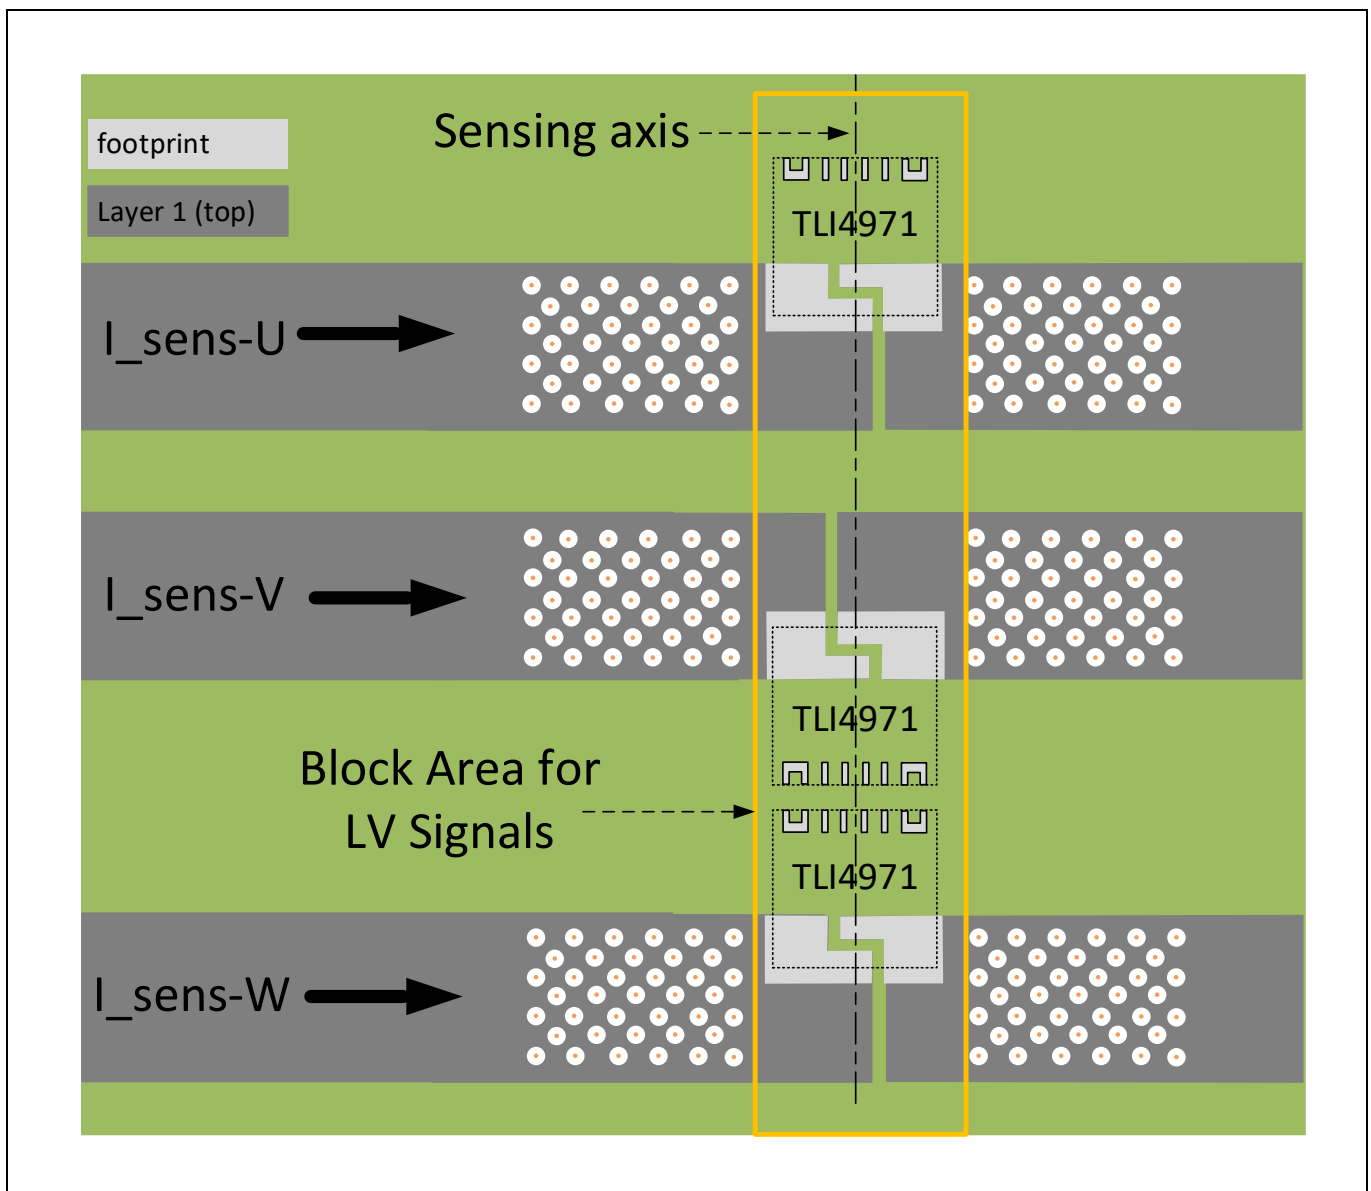 Sensing axis
footprint
Layer 1 (top)
TLI4971
I_sens-U
I_sens-V
TLI4971
Block Area for
LV Signals
TLI4971
I_sens-W